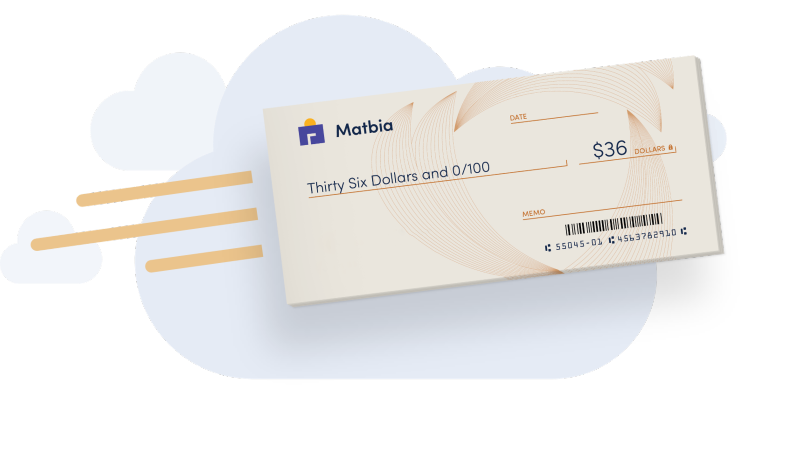 Matbia
DATE
Thirty Six Dollars and 0/100
$36 DOLLARS
MEMO
⑆ 55045-01 ⑆ 4563782910 ⑆